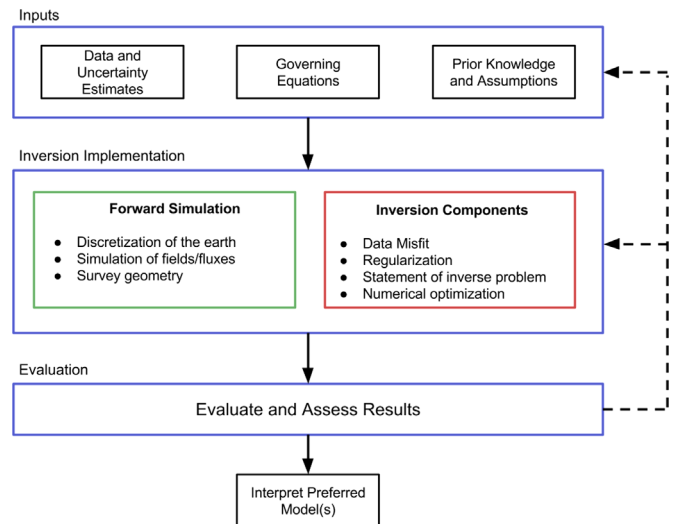 Inputs
Data and
Uncertainty
Estimates
Governing
Equations
Prior Knowledge
and Assumptions
Inversion Implementation
Forward Simulation
● Discretization of the earth
● Simulation of fields/fluxes
● Survey geometry
Inversion Components
● Data Misfit
● Regularization
● Statement of inverse problem
● Numerical optimization
Evaluation
Evaluate and Assess Results
Interpret Preferred
Model(s)